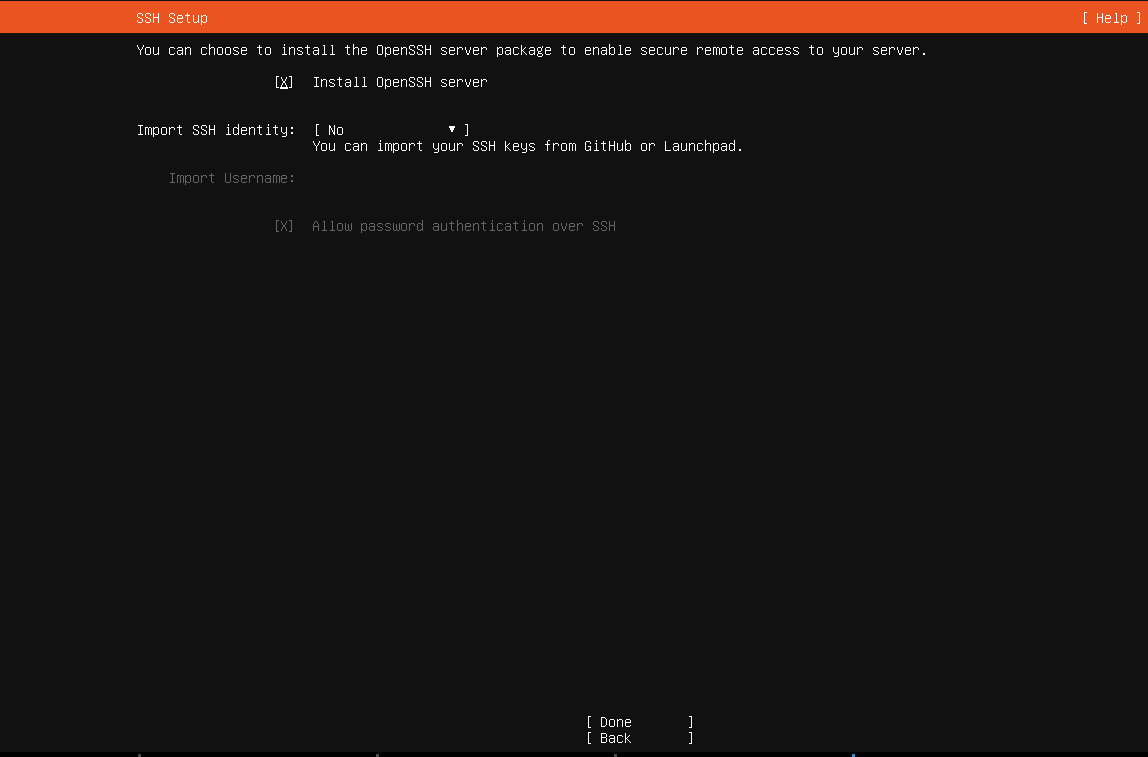 SSH Setup [ Help ]
You can choose to install the OpenSSH server package to enable secure remote access to your server.
[X] Install OpenSSH server
Import SSH identity: [ No ▼ ]
You can import your SSH keys from GitHub or Launchpad.
Import Username:
[X] Allow password authentication over SSH
[ Done ]
[ Back ]